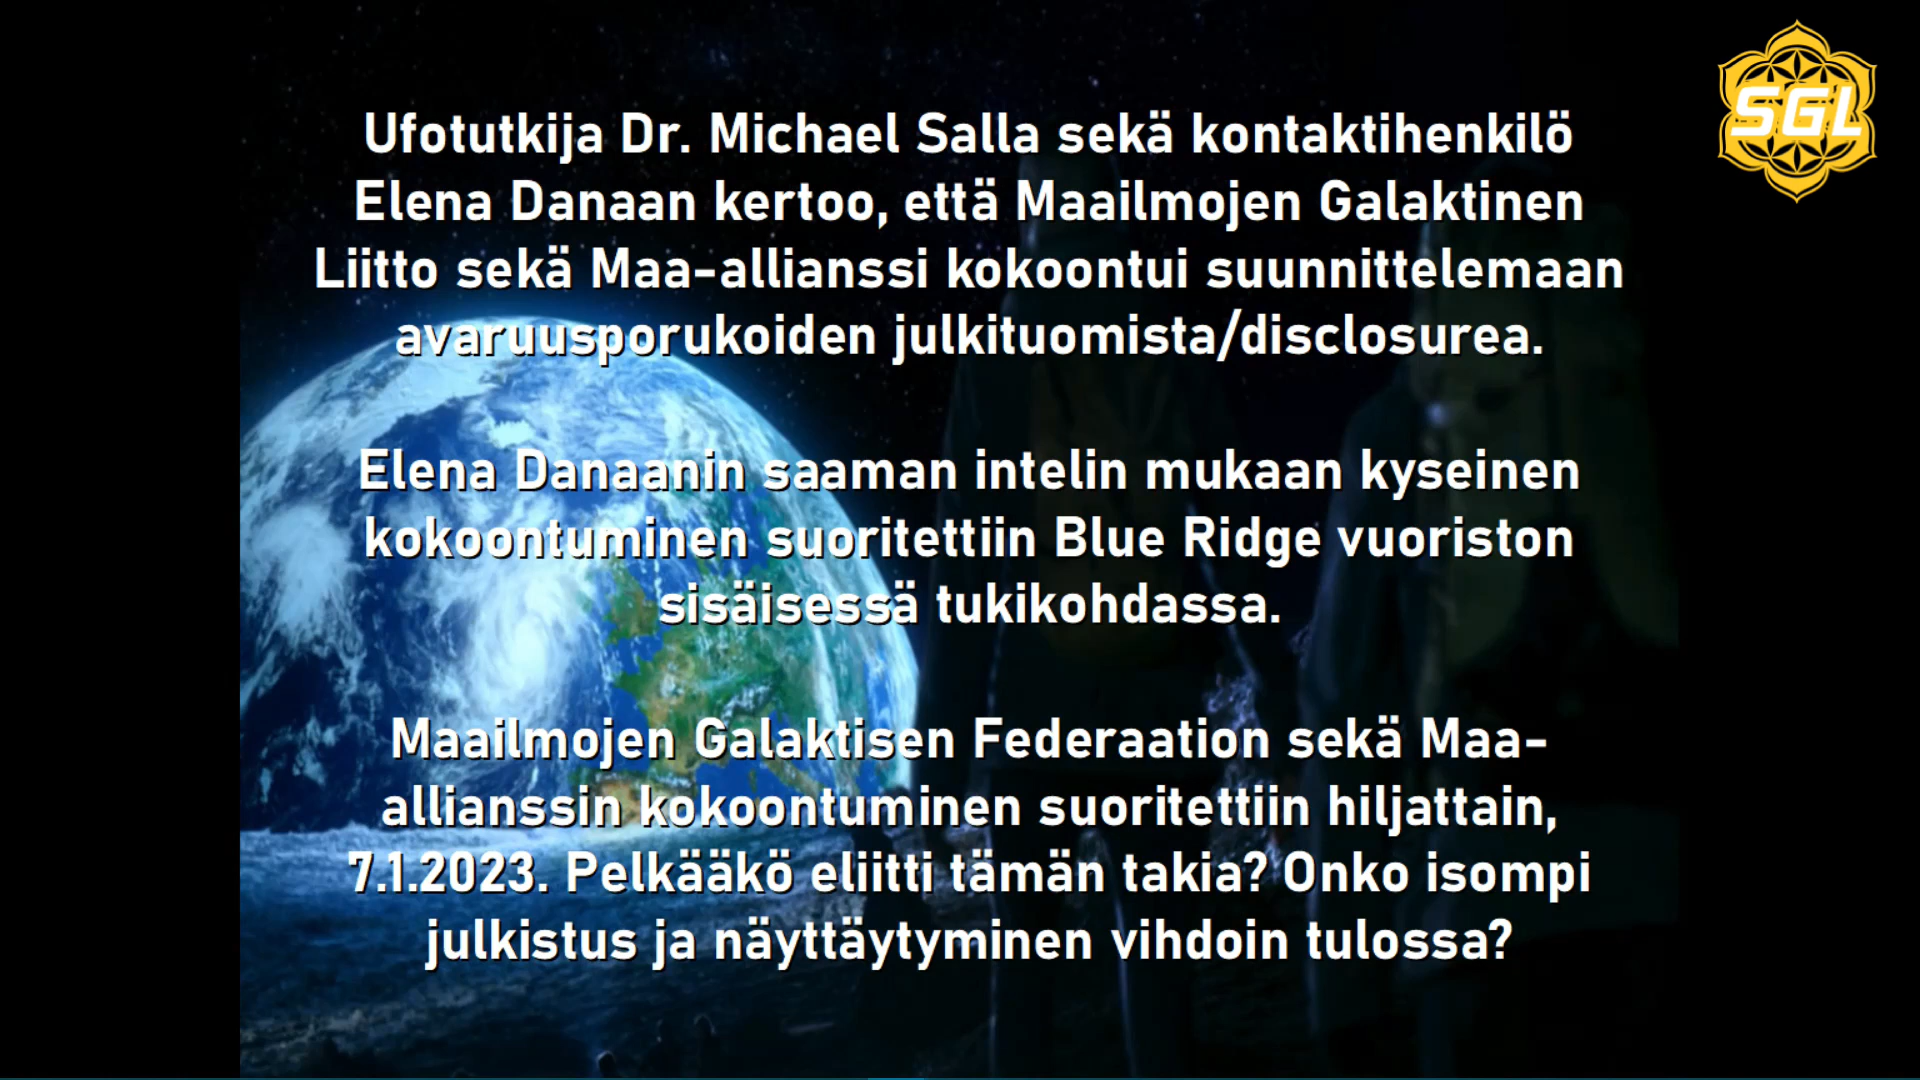 SGL
Ufotutkija Dr. Michael Salla sekä kontaktihenkilö
Elena Danaan kertoo, että Maailmojen Galaktinen
Liitto sekä Maa-allianssi kokoontui suunnittelemaan
avaruusporukoiden julkituomista/disclosurea.
Elena Danaanin saaman intelin mukaan kyseinen
kokoontuminen suoritettiin Blue Ridge vuoriston
sisäisessä tukikohdassa.
Maailmojen Galaktisen Federaation sekä Maa-
allianssin kokoontuminen suoritettiin hiljattain,
7.1.2023. Pelkääkö eliitti tämän takia? Onko isompi
julkistus ja näyttäytyminen vihdoin tulossa?